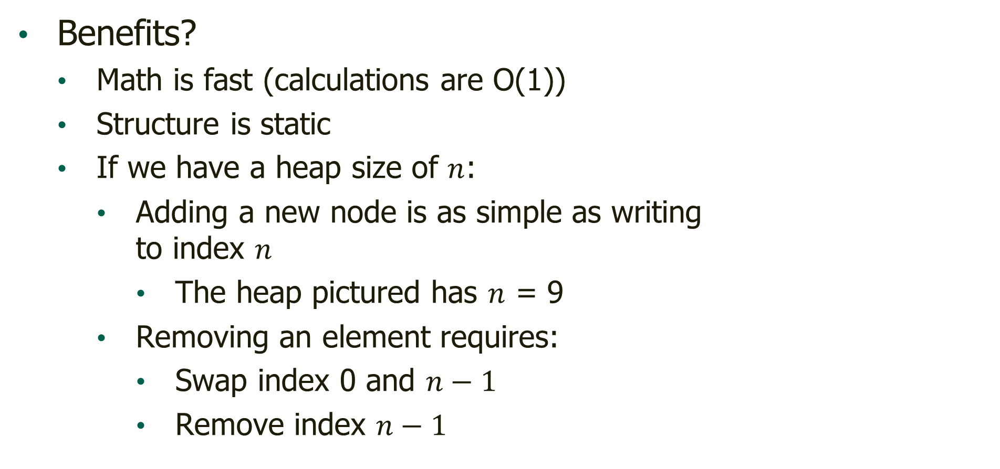 • Benefits?
• Math is fast (calculations are O(1))
• Structure is static
• If we have a heap size of n:
• Adding a new node is as simple as writing
to index n
• The heap pictured has n = 9
• Removing an element requires:
• Swap index 0 and n − 1
• Remove index n − 1